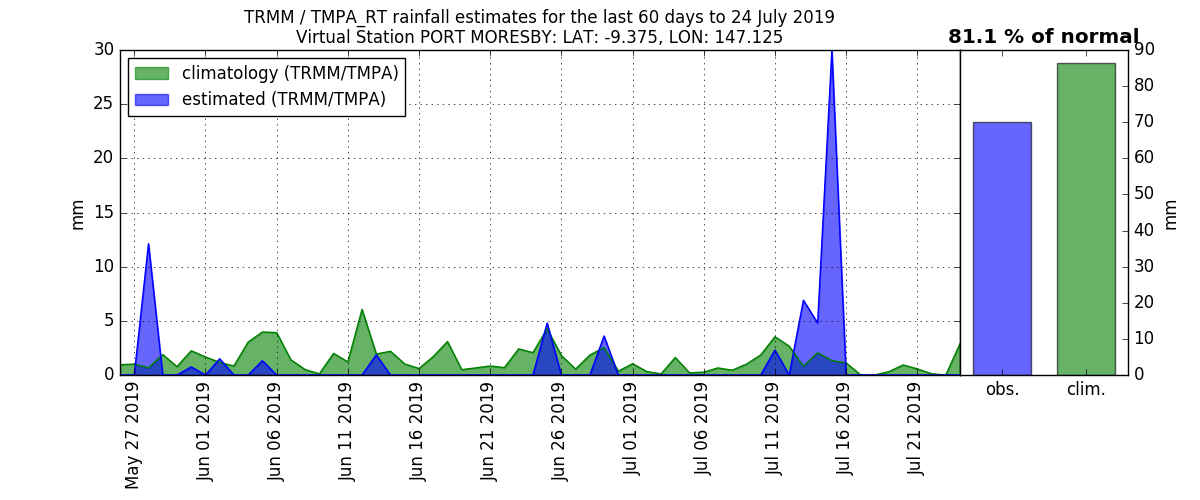 TRMM / TMPA_RT rainfall estimates for the last 60 days to 24 July 2019
Virtual Station PORT MORESBY: LAT: -9.375, LON: 147.125
81.1 % of normal
climatology (TRMM/TMPA)
estimated (TRMM/TMPA)
30
25
20
15
10
5
0
mm
May 27 2019
Jun 01 2019
Jun 06 2019
Jun 11 2019
Jun 16 2019
Jun 21 2019
Jun 26 2019
Jul 01 2019
Jul 06 2019
Jul 11 2019
Jul 16 2019
Jul 21 2019
obs.
clim.
90
80
70
60
50
40
30
20
10
0
mm